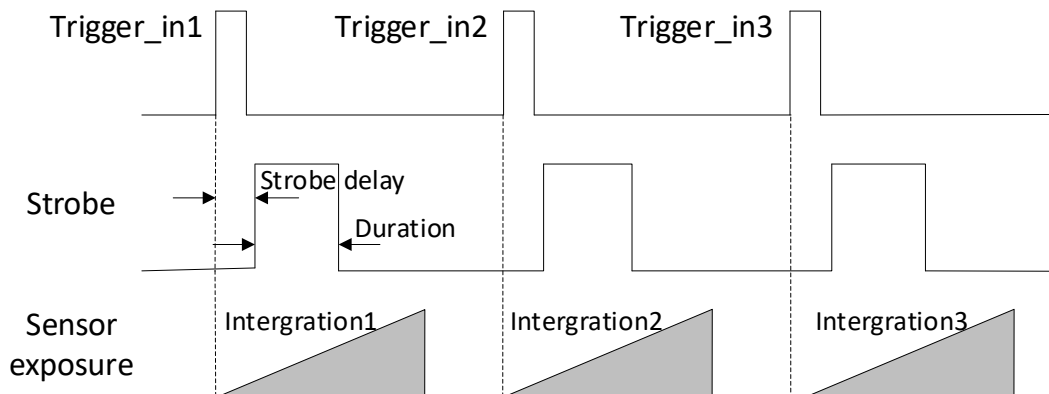 Trigger_in1
Trigger_in2
Trigger_in3
Strobe
Strobe delay
Duration
Sensor
exposure
Intergration1
Intergration2
Intergration3